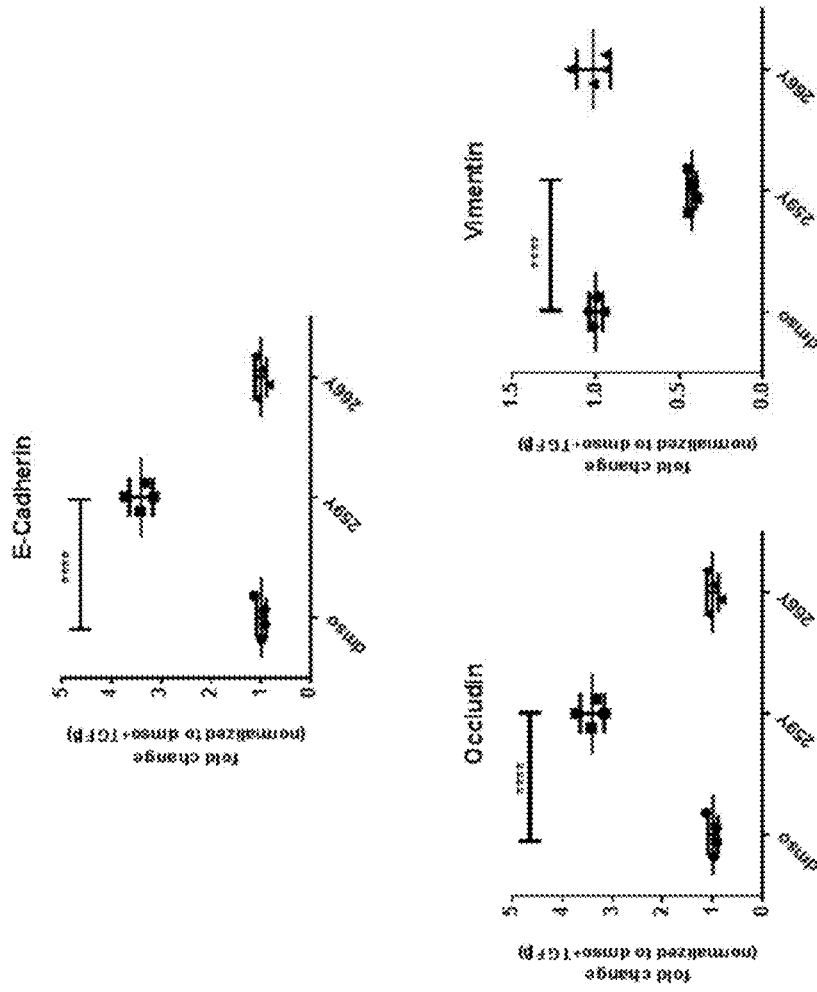 E-Cadherin
****
5
4
3
2
1
0
fold change
(normalized to dmso+TGFβ)
dmso
259Y
266Y
Occludin
****
5
4
3
2
1
0
fold change
(normalized to dmso+TGFβ)
dmso
259Y
266Y
Vimentin
****
1.5
1.0
0.5
0.0
fold change
(normalized to dmso+TGFβ)
dmso
259Y
266Y